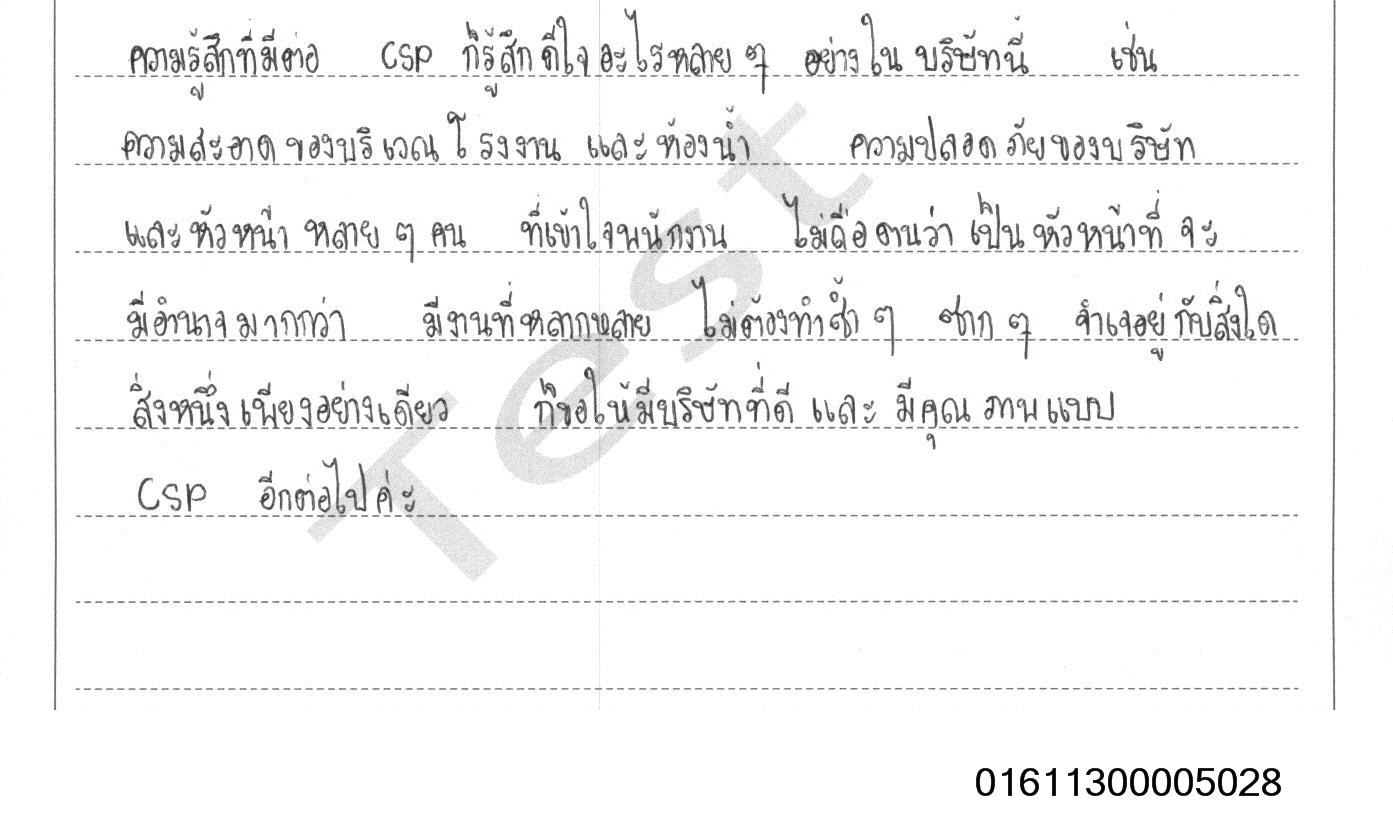 ความรู้สึกที่มีต่อ CSP ก็รู้สึกดีใจอะไรหลายๆ อย่างในบริษัทนี้ เช่น
ความสะอาดของบริเวณโรงงาน และห้องน้ำ ความปลอดภัยของบริษัท
และหัวหน้าหลายๆ คน ที่เข้าใจพนักงาน ไม่ถือตนว่าเป็นหัวหน้าที่จะ
มีอำนาจมากกว่า มีงานที่หลากหลาย ไม่ต้องทำซ้ำๆ ซากๆ จำเจอยู่กับสิ่งใด
สิ่งหนึ่งเพียงอย่างเดียว ก็ขอให้มีบริษัทที่ดี และ มีคุณภาพแบบ
CSP อีกต่อไปค่ะ
Test
01611300005028